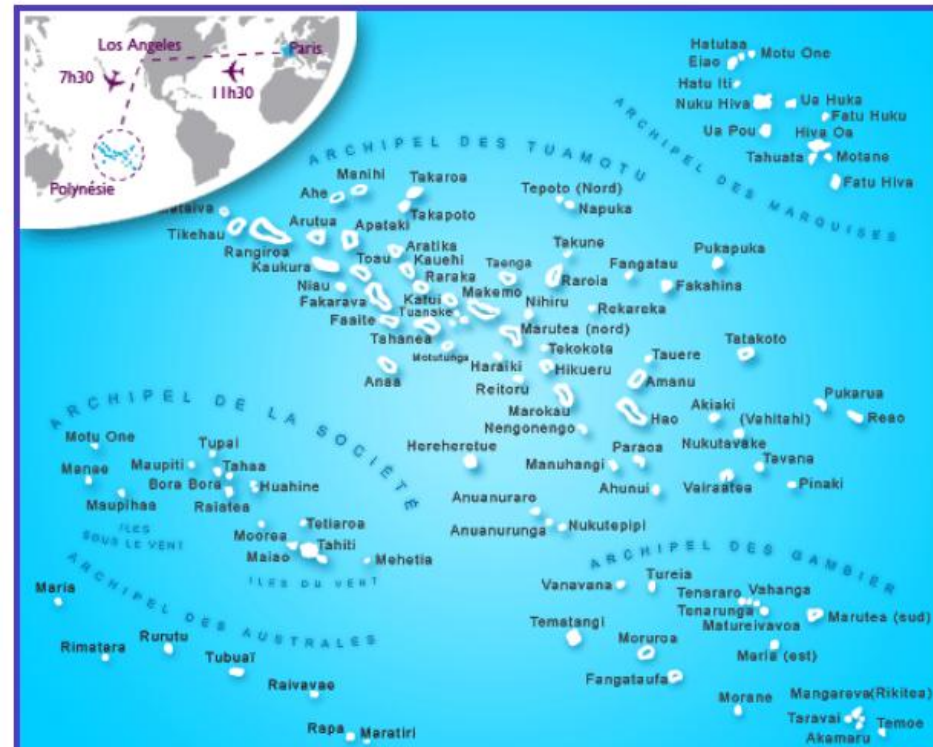 Los Angeles
Paris
7h30
11h30
Polynésie
ARCHIPEL DES TUAMOTU
ARCHIPEL DES MARQUISES
Hatutaa
Motu One
Eiao
Hatu Iti
Nuku Hiva
Ua Huka
Fatu Huku
Ua Pou
Hiva Oa
Tahuata
Motane
Fatu Hiva
Manihi
Takaroa
Ahe
Takapoto
Tepoto (Nord)
Napuka
Tikehau
Arutua
Apataki
Rangiroa
Aratika
Kaukura
Toau
Kauehi
Taenga
Takune
Pukapuka
Niau
Raraka
Raroia
Fangatau
Fakahina
Fakarava
Katui
Makemo
Nihiru
Rekareka
Faaite
Tuanake
Marutea (nord)
Tahanea
Motutunga
Haraiki
Tekokota
Tauere
Tatakoto
Anaa
Reitoru
Hikueru
Amanu
Marokau
Hao
Akiaki
(Vahitahi)
Pukarua
Reao
Nengonengo
Nukutavake
Hereheretue
Paraoa
Manuhangi
Tavana
Ahunui
Vairaatea
Pinaki
Anuanuraro
Anuanurunga
Nukutepipi
ARCHIPEL DE LA SOCIÉTÉ
Motu One
Tupai
Manae
Maupiti
Tahaa
Bora Bora
Huahine
Maupihaa
Raiatea
ILES
SOUS LE VENT
Tetiaroa
Moorea
Tahiti
Maiao
Mehetia
ILES DU VENT
ARCHIPEL DES AUSTRALES
Maria
Rimatara
Rurutu
Tubuaï
Raivavae
Rapa
Maratiri
ARCHIPEL DES GAMBIER
Vanavana
Tureia
Tenararo
Vahanga
Tenarunga
Matureivavoa
Marutea (sud)
Tematangi
Moruroa
Maria (est)
Fangataufa
Morane
Mangareva(Rikitea)
Taravai
Temoe
Akamaru